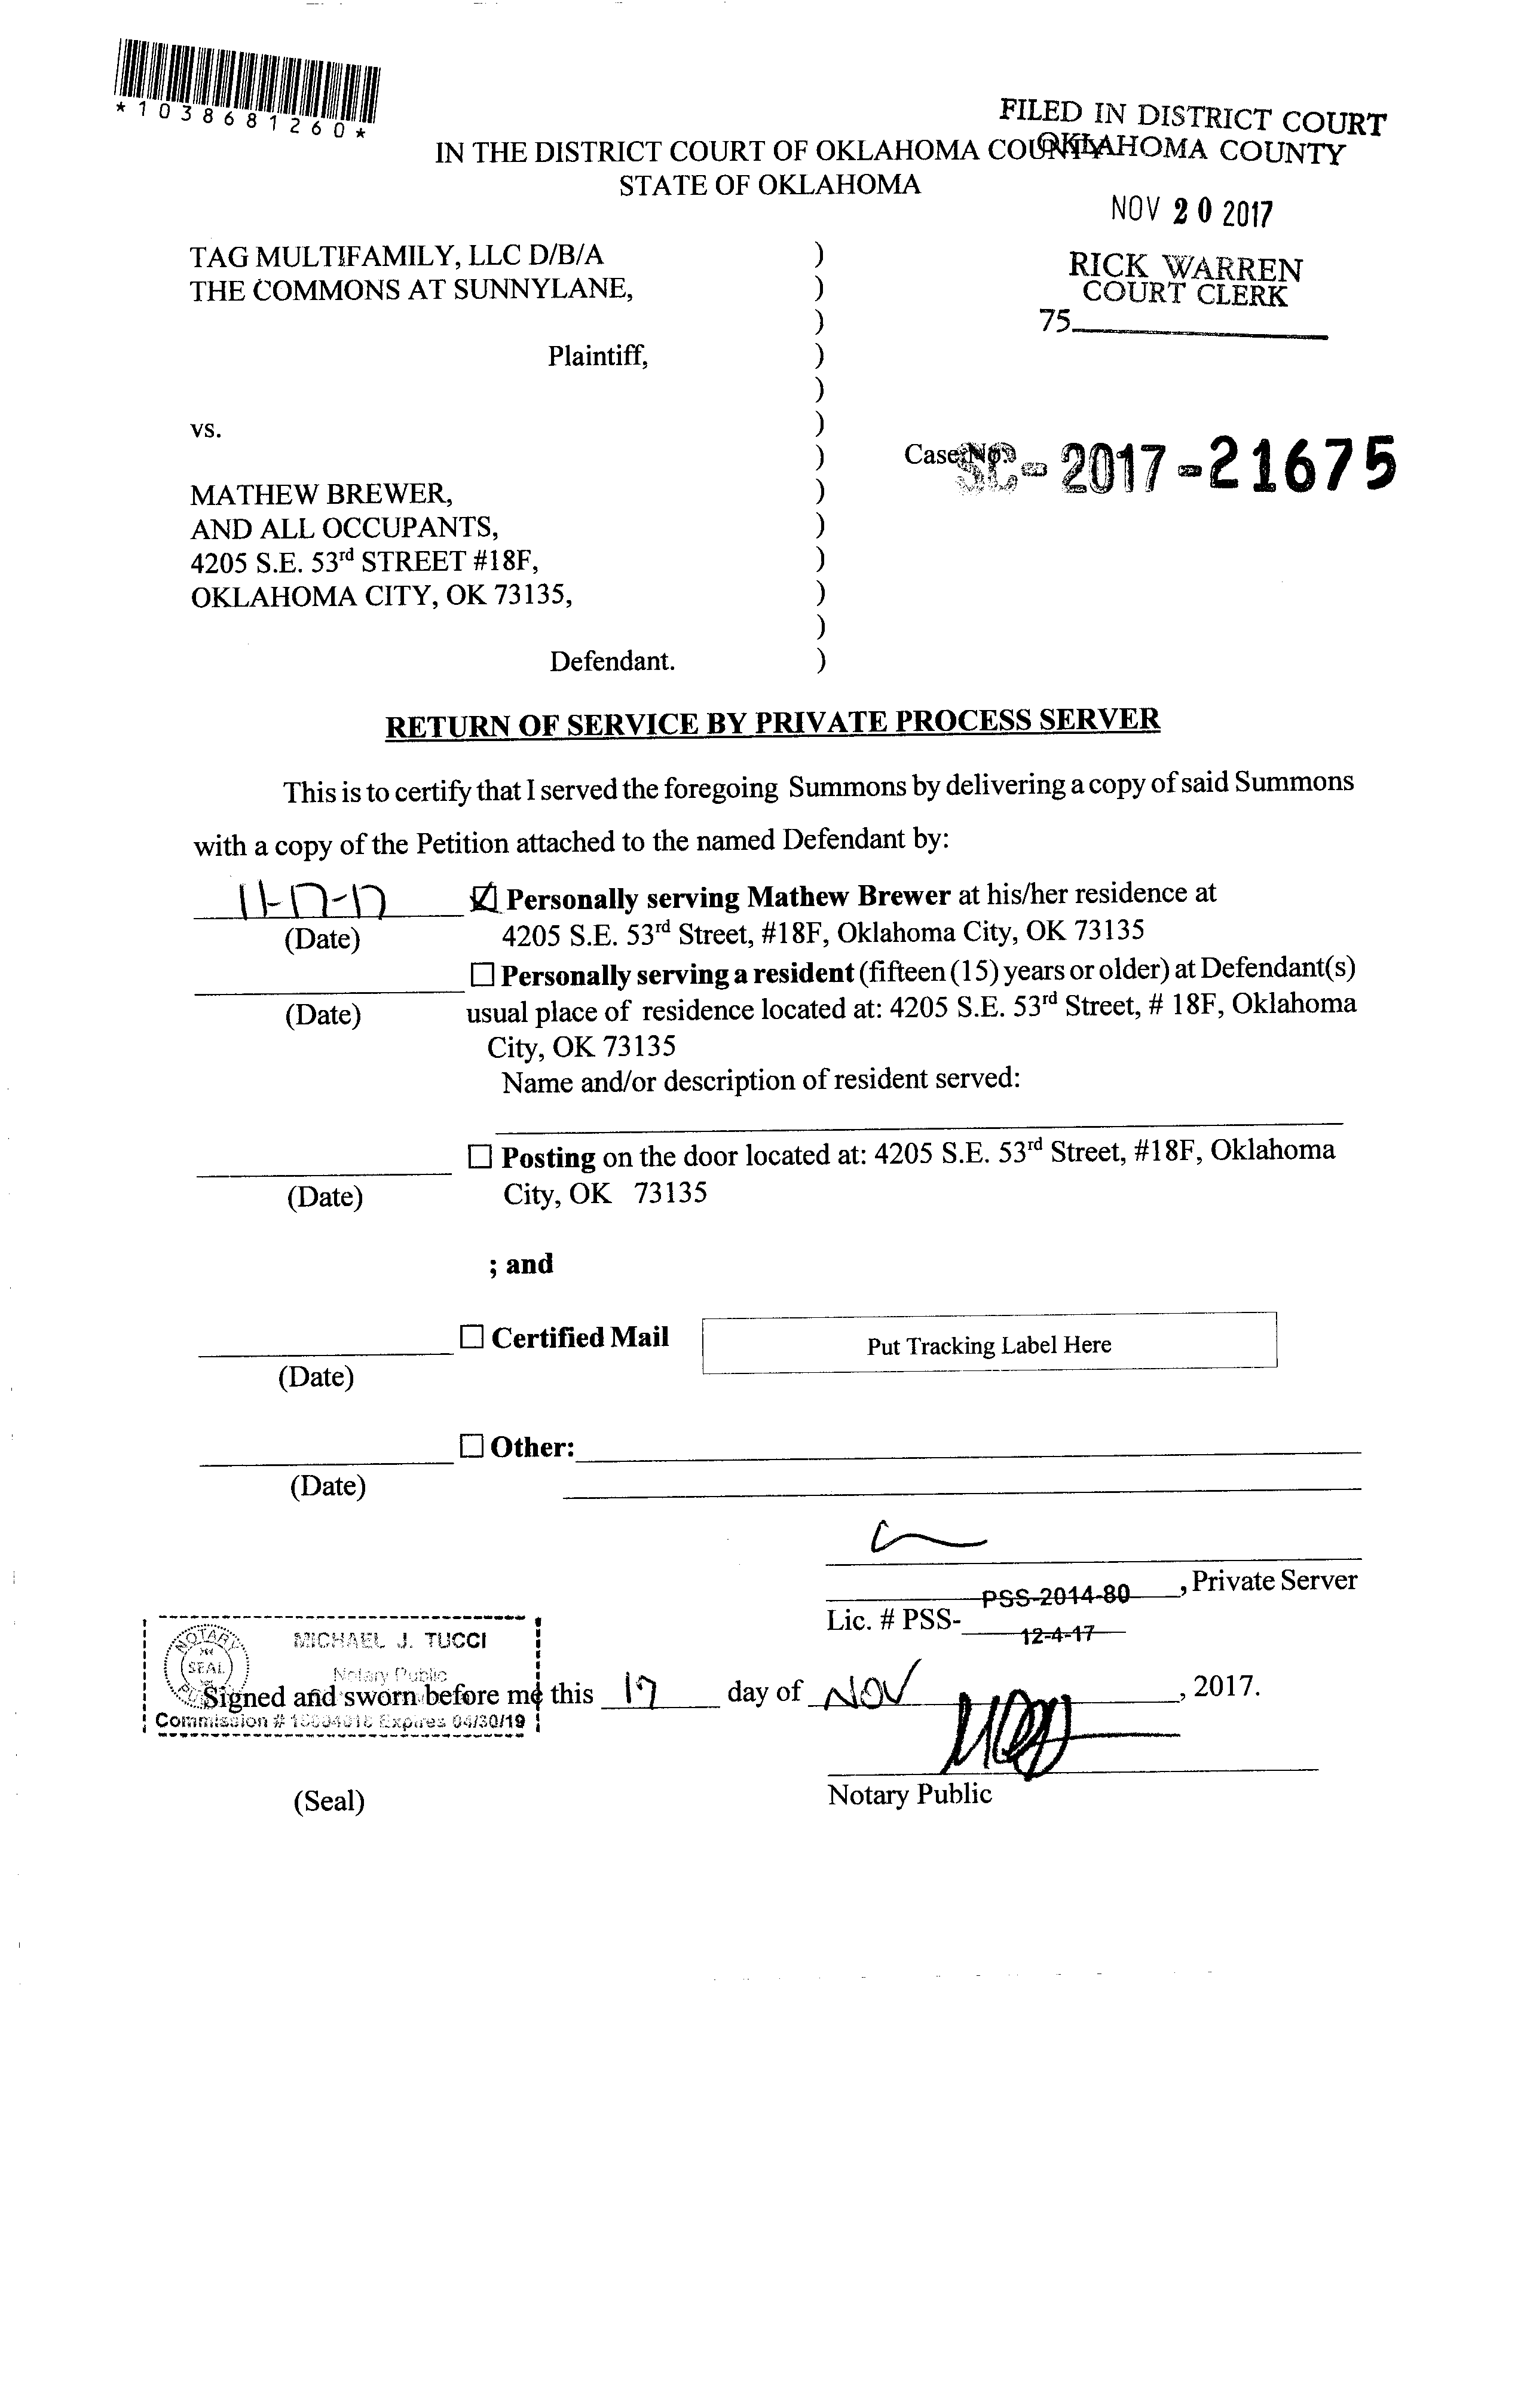 *1038681260*
FILED IN DISTRICT COURT
OKLAHOMA COUNTY
IN THE DISTRICT COURT OF OKLAHOMA COUNTY
STATE OF OKLAHOMA
NOV 20 2017
RICK WARREN
COURT CLERK
75
TAG MULTIFAMILY, LLC D/B/A )
THE COMMONS AT SUNNYLANE, )
)
Plaintiff, )
)
vs. )
Case No. SC-2017-21675
)
MATHEW BREWER, )
AND ALL OCCUPANTS, )
4205 S.E. 53rd STREET #18F, )
OKLAHOMA CITY, OK 73135, )
)
Defendant. )
RETURN OF SERVICE BY PRIVATE PROCESS SERVER
This is to certify that I served the foregoing Summons by delivering a copy of said Summons
with a copy of the Petition attached to the named Defendant by:
11-17-17 ☑ Personally serving Mathew Brewer at his/her residence at
(Date) 4205 S.E. 53rd Street, #18F, Oklahoma City, OK 73135
☐ Personally serving a resident (fifteen (15) years or older) at Defendant(s)
(Date) usual place of residence located at: 4205 S.E. 53rd Street, # 18F, Oklahoma
City, OK 73135
Name and/or description of resident served:
☐ Posting on the door located at: 4205 S.E. 53rd Street, #18F, Oklahoma
(Date) City, OK 73135
; and
☐ Certified Mail Put Tracking Label Here
(Date)
☐ Other:
(Date)
PSS-2014-80, Private Server
Lic. # PSS- 12-4-17
NOTARY
SEAL
MICHAEL J. TUCCI
Notary Public
Signed and sworn before me this 17 day of NOV, 2017.
Commission # Expires 04/30/19
Notary Public
(Seal)